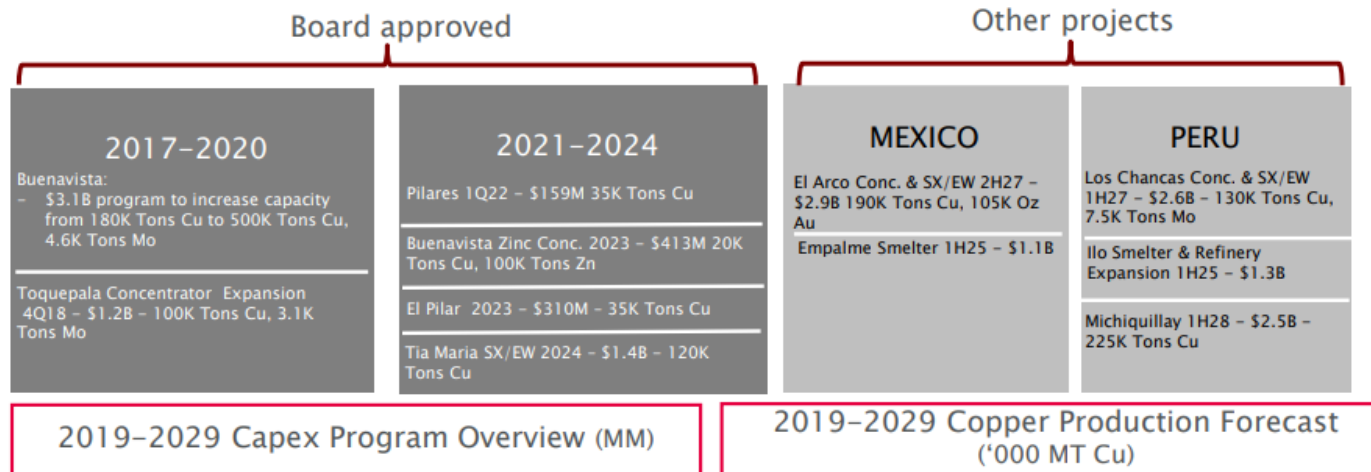 Board approved
Other projects
2017-2020
Buenavista:
– $3.1B program to increase capacity
from 180K Tons Cu to 500K Tons Cu,
4.6K Tons Mo
Toquepala Concentrator Expansion
4Q18 – $1.2B – 100K Tons Cu, 3.1K
Tons Mo
2021-2024
Pilares 1Q22 – $159M 35K Tons Cu
Buenavista Zinc Conc. 2023 – $413M 20K
Tons Cu, 100K Tons Zn
El Pilar 2023 – $310M – 35K Tons Cu
Tia Maria SX/EW 2024 – $1.4B – 120K
Tons Cu
MEXICO
El Arco Conc. & SX/EW 2H27 –
$2.9B 190K Tons Cu, 105K Oz
Au
Empalme Smelter 1H25 – $1.1B
PERU
Los Chancas Conc. & SX/EW
1H27 – $2.6B – 130K Tons Cu,
7.5K Tons Mo
Ilo Smelter & Refinery
Expansion 1H25 – $1.3B
Michiquillay 1H28 – $2.5B –
225K Tons Cu
2019-2029 Capex Program Overview (MM)
2019-2029 Copper Production Forecast
(‘000 MT Cu)